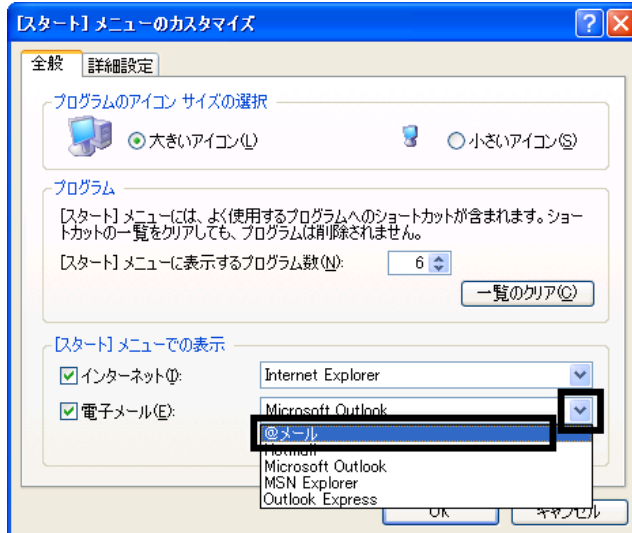 [スタート] メニューのカスタマイズ
全般 詳細設定
プログラムのアイコン サイズの選択
大きいアイコン(L) 小さいアイコン(S)
プログラム
[スタート] メニューには、よく使用するプログラムへのショートカットが含まれます。ショー
トカットの一覧をクリアしても、プログラムは削除されません。
[スタート] メニューに表示するプログラム数(N): 6
一覧のクリア(C)
[スタート] メニューでの表示
インターネット(I): Internet Explorer
電子メール(E): Microsoft Outlook
@メール
Hotmail
Microsoft Outlook
MSN Explorer
Outlook Express
OK キャンセル